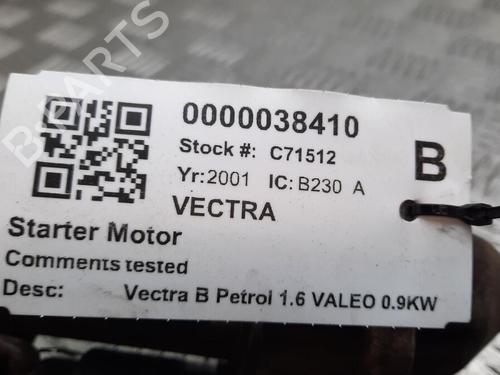 B-PARTS
0000038410
Stock #: C71512
B
Yr:2001 IC: B230 A
VECTRA
Starter Motor
Comments tested
Desc: Vectra B Petrol 1.6 VALEO 0.9KW